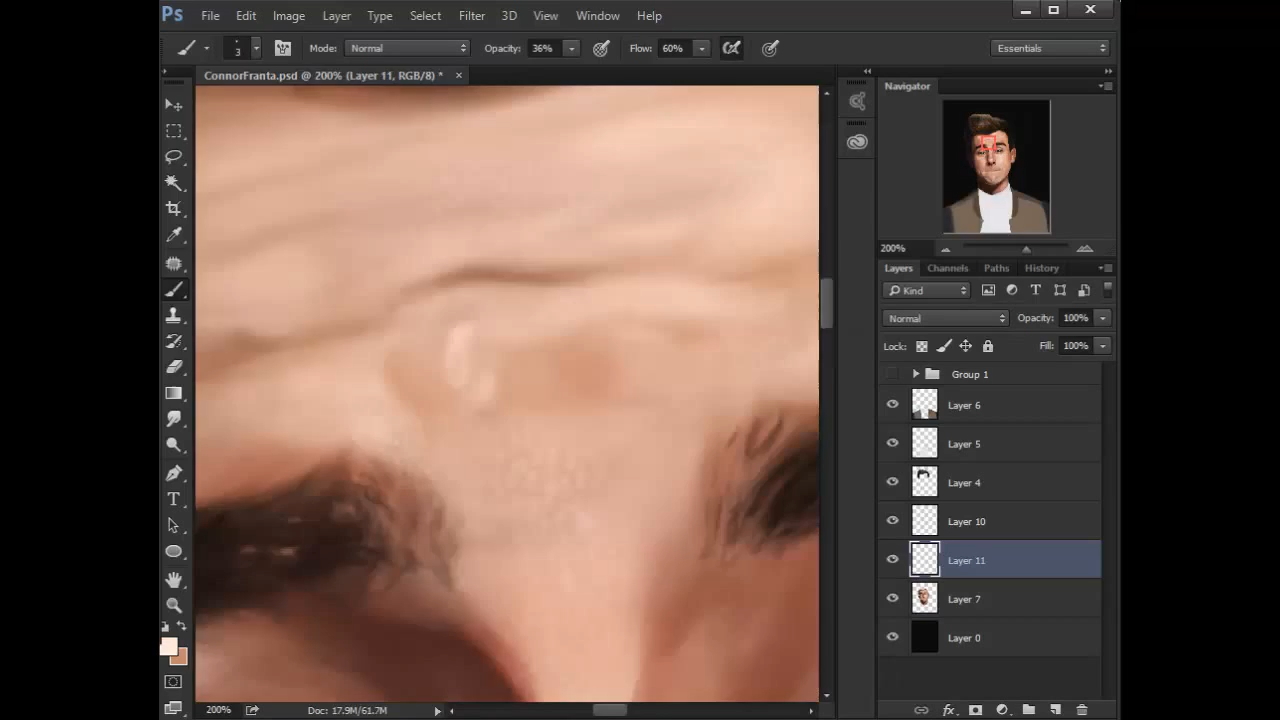 Ps File Edit Image Layer Type Select Filter 3D View Window Help
3 Mode: Normal Opacity: 36% Flow: 60% Essentials
ConnorFranta.psd @ 200% (Layer 11, RGB/8) * ×
Navigator
200%
Layers Channels Paths History
Kind
Normal Opacity: 100%
Lock: Fill: 100%
Group 1
Layer 6
Layer 5
Layer 4
Layer 10
Layer 11
Layer 7
Layer 0
200% Doc: 17.9M/61.7M
fx